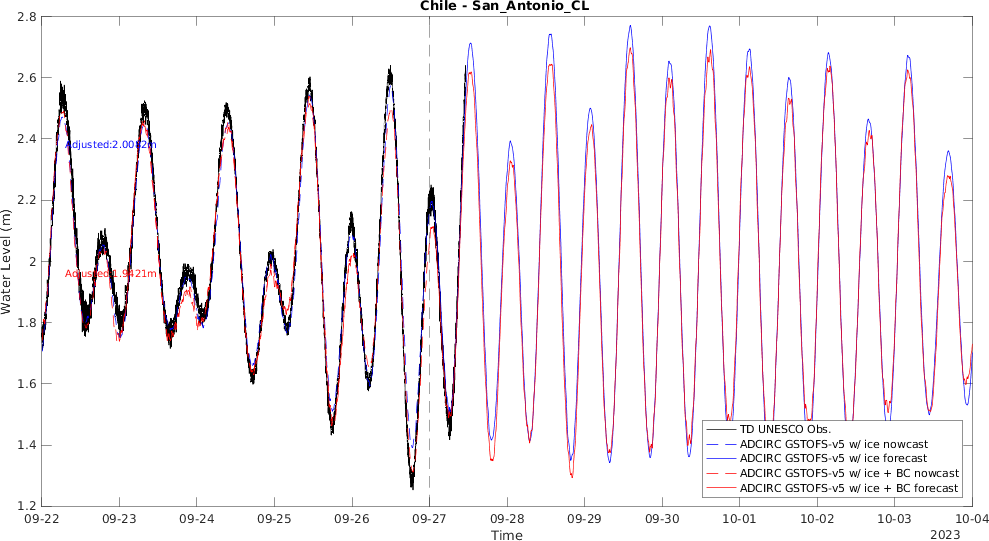 Chile - San_Antonio_CL
2.8
2.6
2.4
2.2
2
1.8
1.6
1.4
1.2
Water Level (m)
Adjusted:2.0082m
Adjusted:1.9421m
TD UNESCO Obs.
ADCIRC GSTOFS-v5 w/ ice nowcast
ADCIRC GSTOFS-v5 w/ ice forecast
ADCIRC GSTOFS-v5 w/ ice + BC nowcast
ADCIRC GSTOFS-v5 w/ ice + BC forecast
09-22 09-23 09-24 09-25 09-26 09-27 09-28 09-29 09-30 10-01 10-02 10-03 10-04
Time
2023